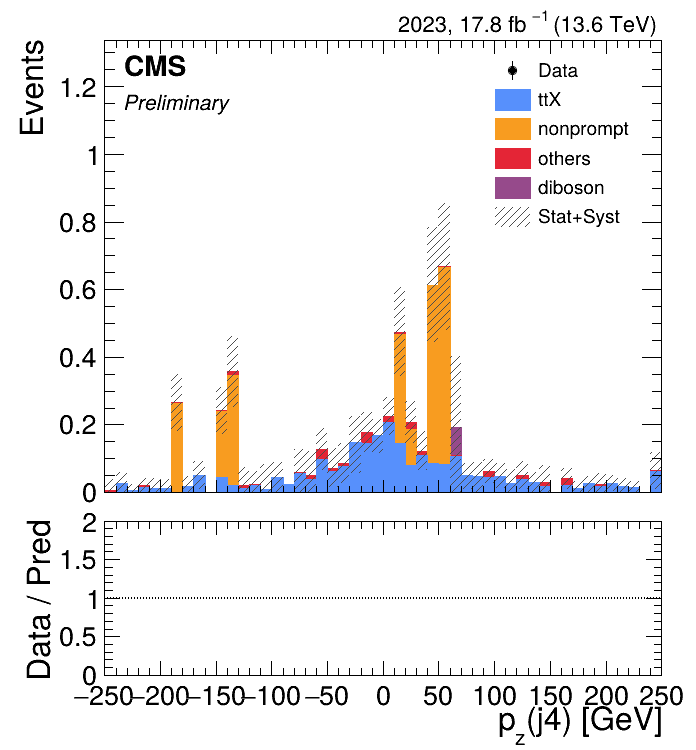 2023, 17.8 fb⁻¹ (13.6 TeV)
CMS
Preliminary
Data
ttX
nonprompt
others
diboson
Stat+Syst
Events
1.2
1
0.8
0.6
0.4
0.2
0
Data / Pred
2
1.5
1
0.5
0
−250 −200 −150 −100 −50 0 50 100 150 200 250
p_z(j4) [GeV]